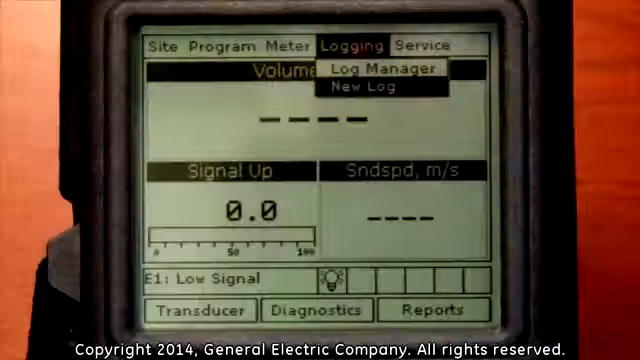 Site Program Meter Logging Service
Log Manager
New Log
Volume
----
Signal Up
Sndspd, m/s
0.0
----
0 50 100
E1: Low Signal
Transducer Diagnostics Reports
Copyright 2014, General Electric Company. All rights reserved.